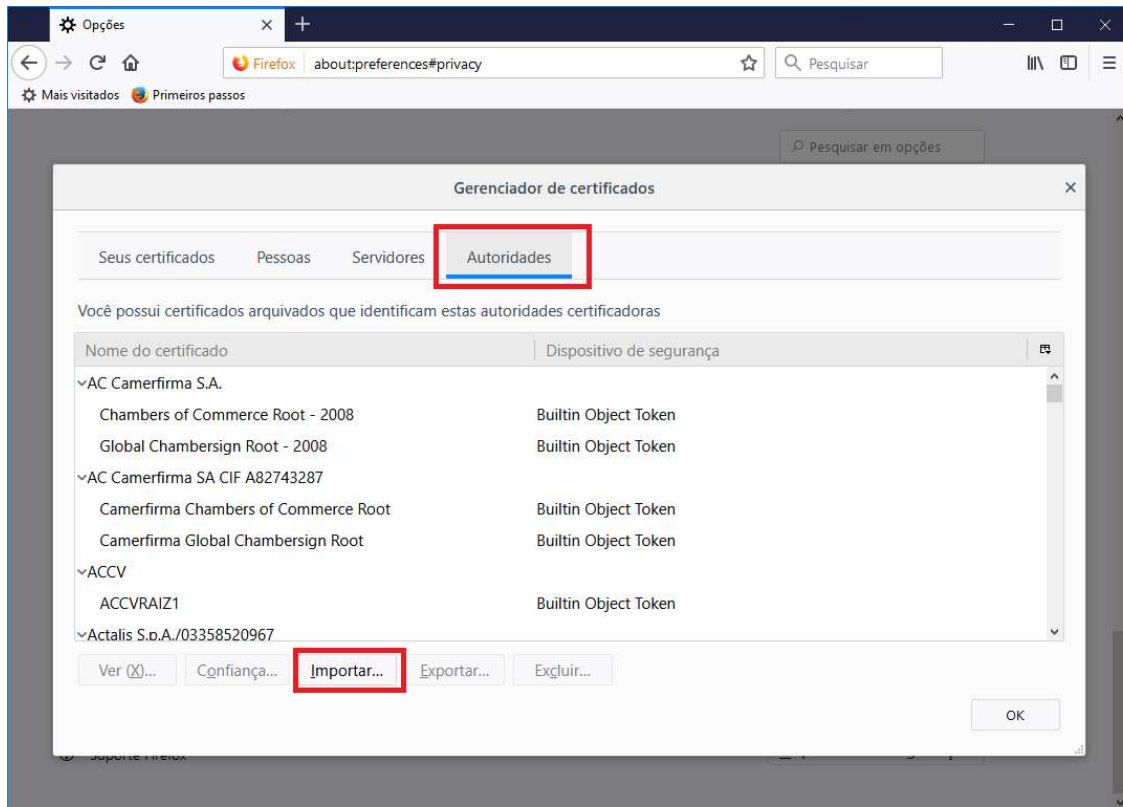 Opções
Firefox about:preferences#privacy Pesquisar
Mais visitados Primeiros passos
Pesquisar em opções
Gerenciador de certificados
Seus certificados Pessoas Servidores Autoridades
Você possui certificados arquivados que identificam estas autoridades certificadoras
Nome do certificado Dispositivo de segurança
AC Camerfirma S.A.
Chambers of Commerce Root - 2008 Builtin Object Token
Global Chambersign Root - 2008 Builtin Object Token
AC Camerfirma SA CIF A82743287
Camerfirma Chambers of Commerce Root Builtin Object Token
Camerfirma Global Chambersign Root Builtin Object Token
ACCV
ACCVRAIZ1 Builtin Object Token
Actalis S.p.A./03358520967
Ver (X)... Confiança... Importar... Exportar... Excluir...
OK
Suporte Firefox